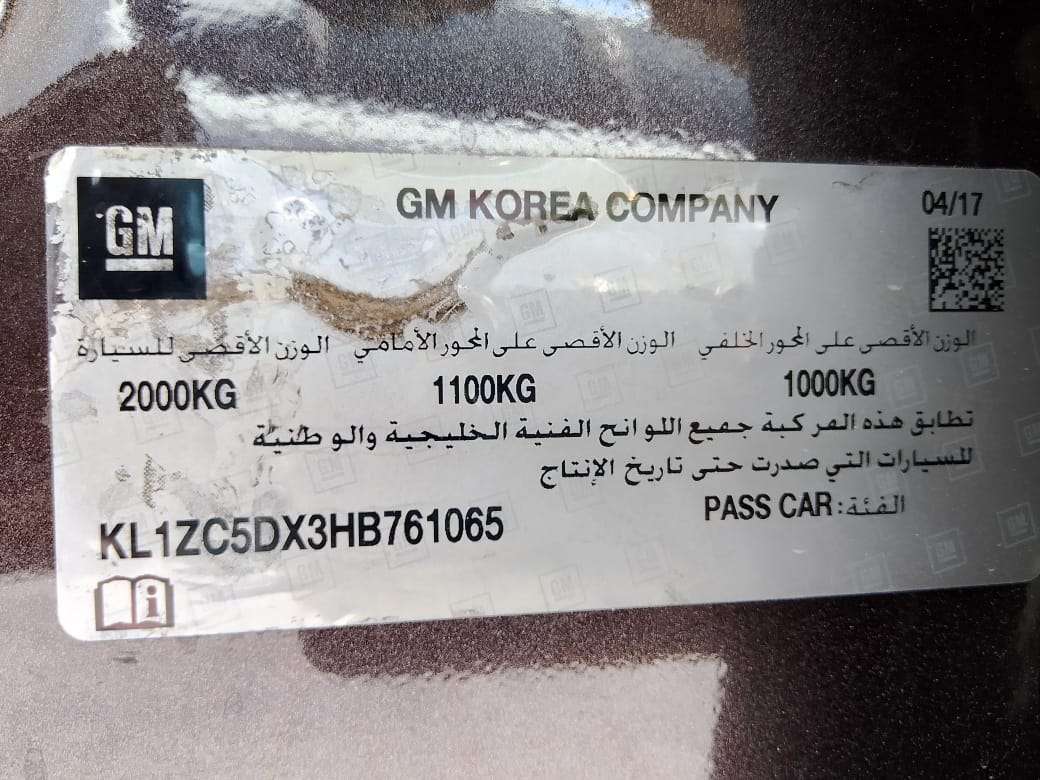 GM
GM KOREA COMPANY
04/17
الوزن الأقصى على المحور الخلفي
الوزن الأقصى على المحور الأمامي
الوزن الأقصى للسيارة
1000KG
1100KG
2000KG
تطابق هذه المركبة جميع اللوانح الفنية الخليجية والوطنية
للسيارات التي صدرت حتى تاريخ الإنتاج
الفئة: PASS CAR
KL1ZC5DX3HB761065